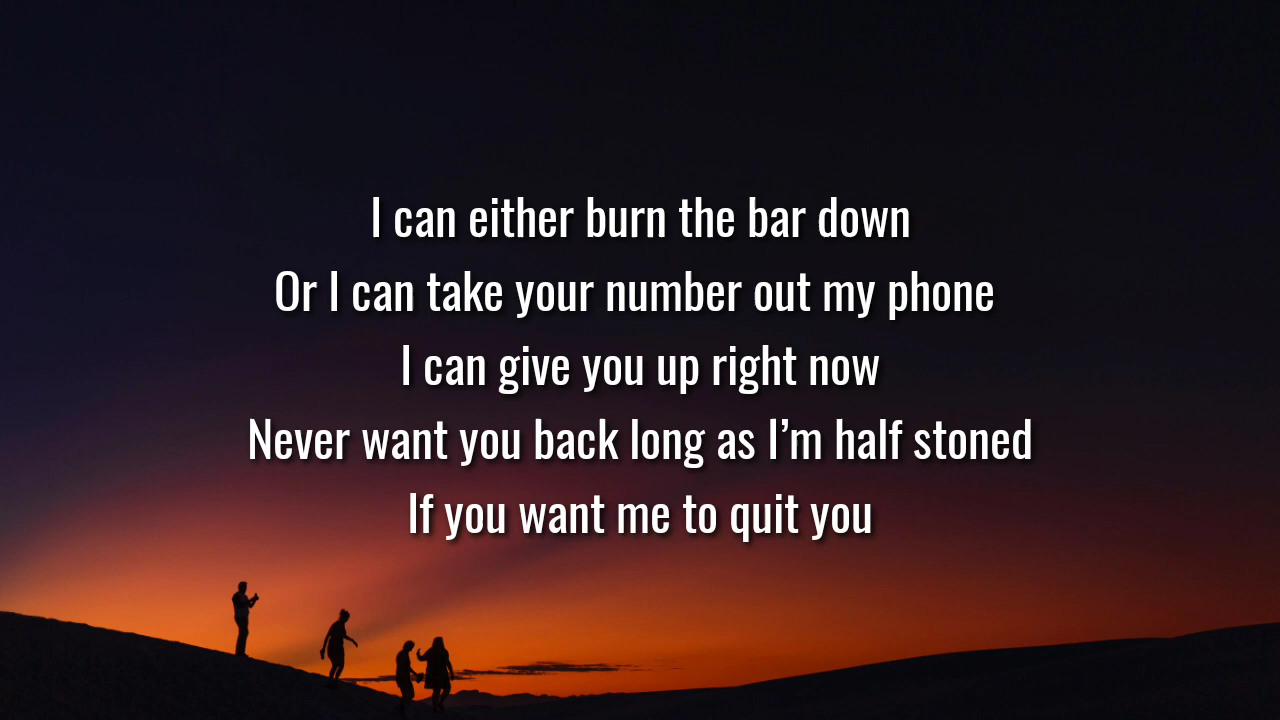 I can either burn the bar down
Or I can take your number out my phone
I can give you up right now
Never want you back long as I’m half stoned
If you want me to quit you